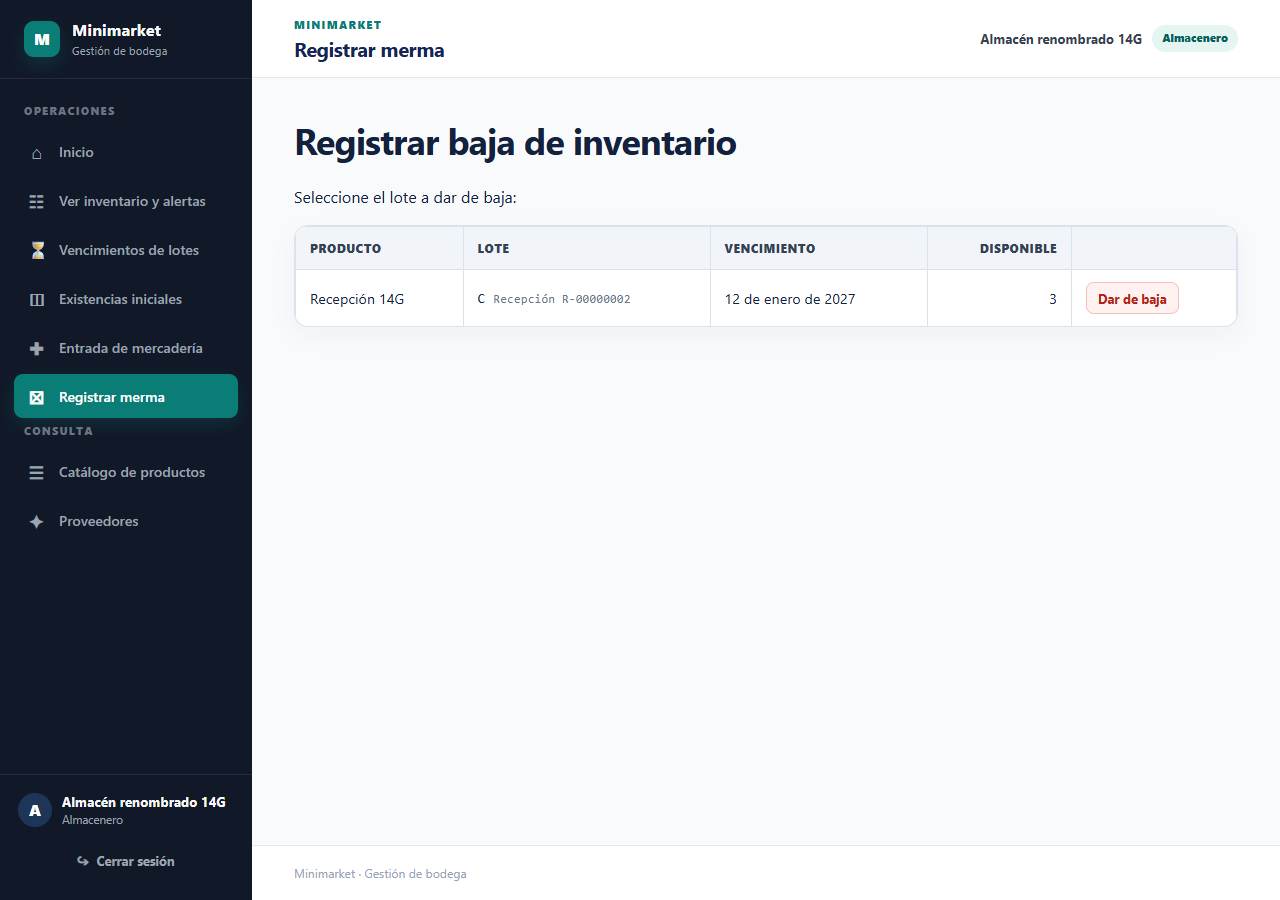 M
Minimarket
Gestión de bodega
OPERACIONES
Inicio
Ver inventario y alertas
Vencimientos de lotes
Existencias iniciales
Entrada de mercadería
Registrar merma
CONSULTA
Catálogo de productos
Proveedores
A
Almacén renombrado 14G
Almacenero
Cerrar sesión
MINIMARKET
Registrar merma
Almacén renombrado 14G Almacenero
Registrar baja de inventario
Seleccione el lote a dar de baja:
PRODUCTO LOTE VENCIMIENTO DISPONIBLE
Recepción 14G C Recepción R-00000002 12 de enero de 2027 3 Dar de baja
Minimarket · Gestión de bodega